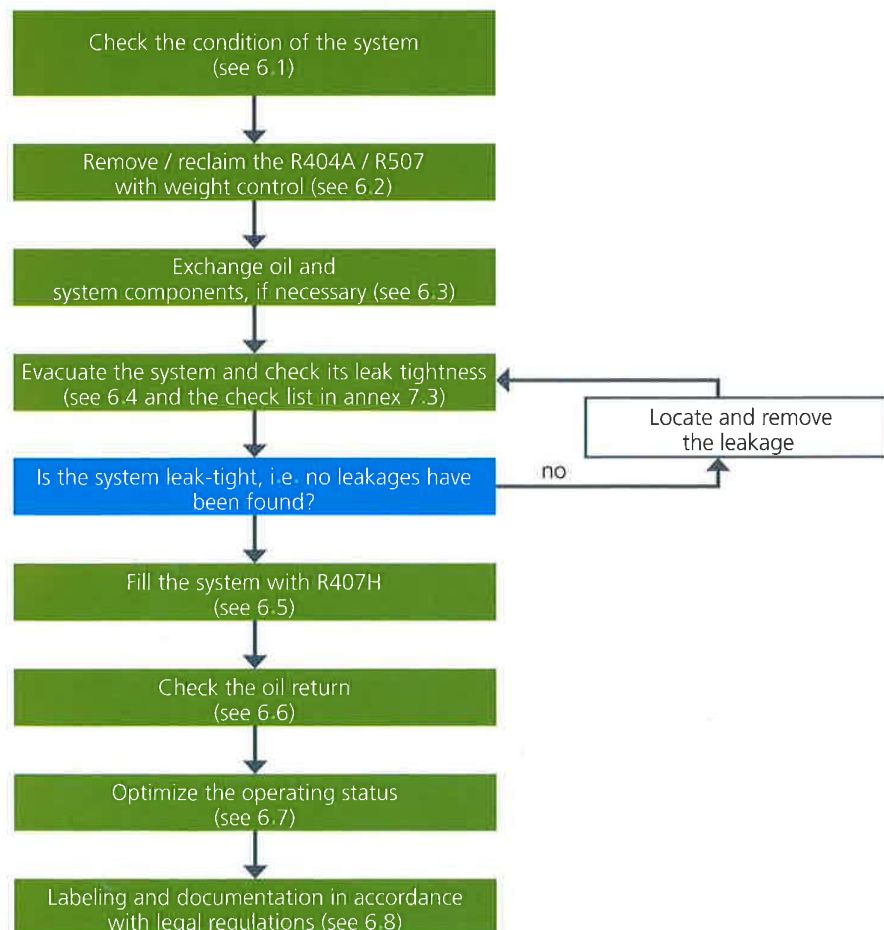 Check the condition of the system
(see 6.1)
Remove / reclaim the R404A / R507
with weight control (see 6.2)
Exchange oil and
system components, if necessary (see 6.3)
Evacuate the system and check its leak tightness
(see 6.4 and the check list in annex 7.3)
Locate and remove
the leakage
Is the system leak-tight, i.e. no leakages have
been found?
no
Fill the system with R407H
(see 6.5)
Check the oil return
(see 6.6)
Optimize the operating status
(see 6.7)
Labeling and documentation in accordance
with legal regulations (see 6.8)